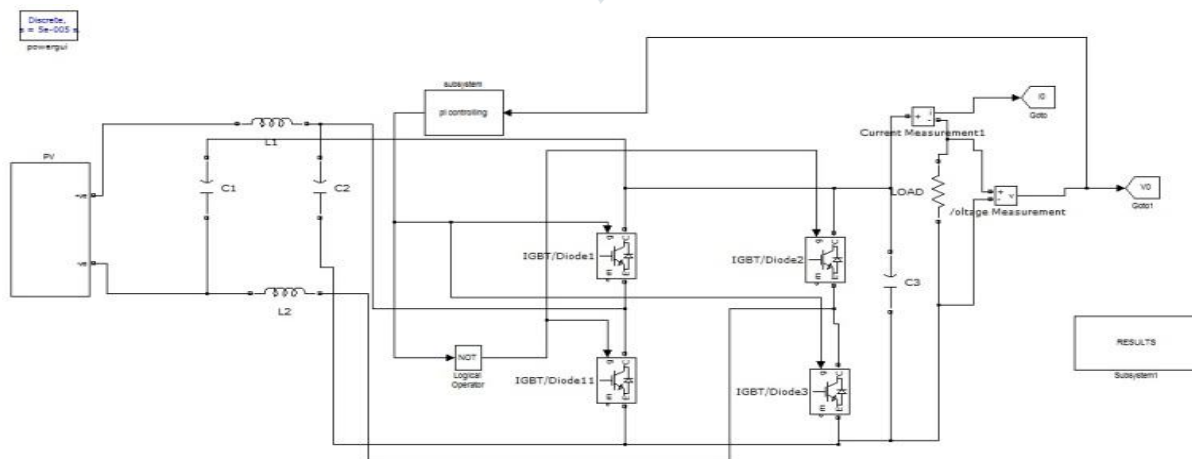 Discrete,
s = 5e-005 s.
powergui
subsystem
pi controlling
I0
Goto
i
+
-
Current Measurement1
L1
PV
+ve
-ve
C1
C2
LOAD
+
-
v
V0
Goto1
/oltage Measurement
g
C
m
E
IGBT/Diode1
g
C
m
E
IGBT/Diode2
C3
L2
NOT
Logical
Operator
g
C
m
E
IGBT/Diode11
g
C
m
E
IGBT/Diode3
RESULTS
Subsystem1